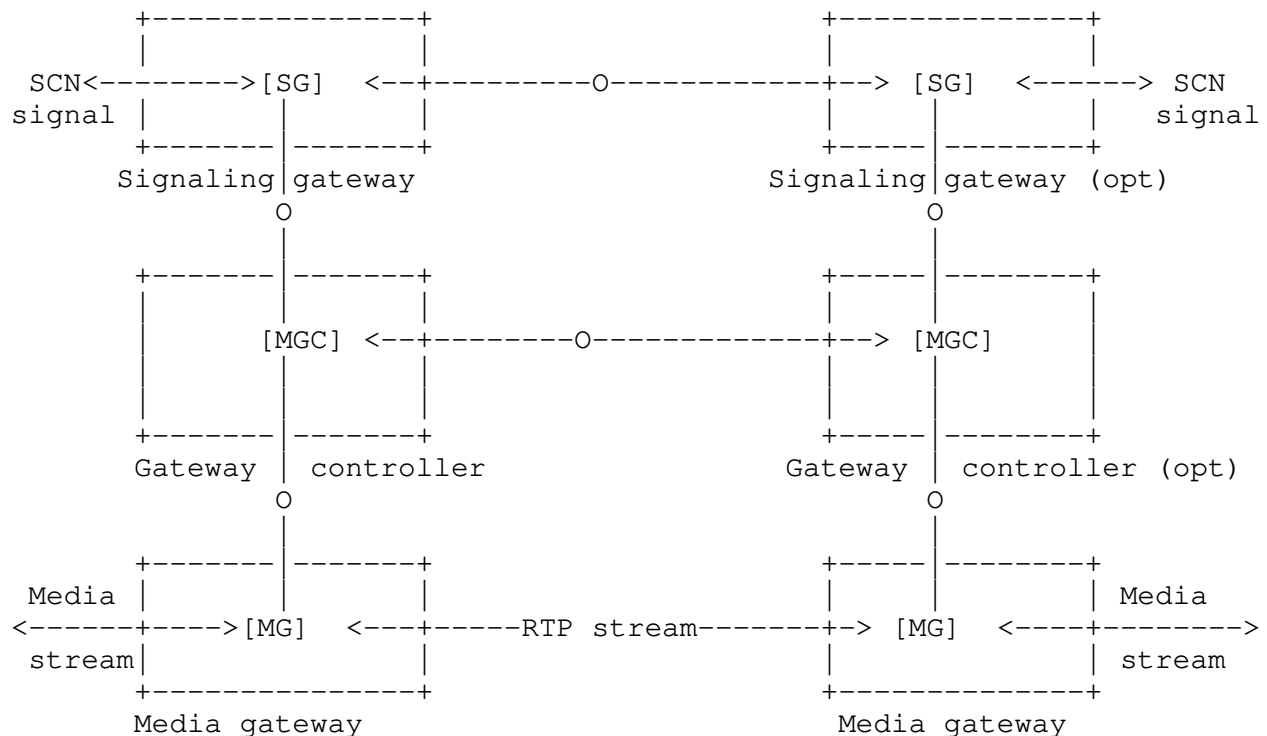 SCN [SG] O [SG] SCN
signal signal
Signaling gateway Signaling gateway (opt)
O O
[MGC] O [MGC]
Gateway controller Gateway controller (opt)
O O
Media Media
[MG] RTP stream [MG]
stream stream
Media gateway Media gateway